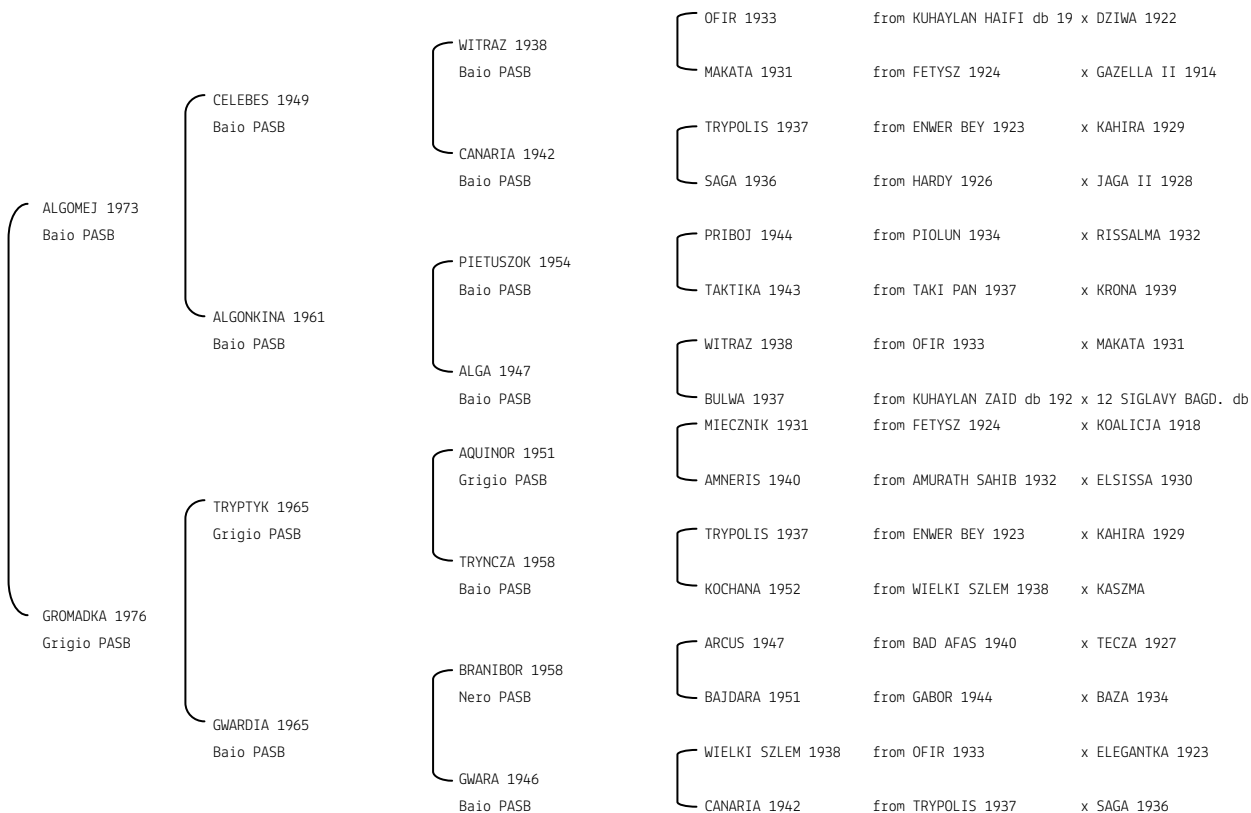 OFIR 1933 from KUHAYLAN HAIFI db 19 x DZIWA 1922
WITRAZ 1938
Baio PASB
MAKATA 1931 from FETYSZ 1924 x GAZELLA II 1914
CELEBES 1949
Baio PASB
TRYPOLIS 1937 from ENWER BEY 1923 x KAHIRA 1929
CANARIA 1942
Baio PASB
SAGA 1936 from HARDY 1926 x JAGA II 1928
ALGOMEJ 1973
Baio PASB
PRIBOJ 1944 from PIOLUN 1934 x RISSALMA 1932
PIETUSZOK 1954
Baio PASB
TAKTIKA 1943 from TAKI PAN 1937 x KRONA 1939
ALGONKINA 1961
Baio PASB
WITRAZ 1938 from OFIR 1933 x MAKATA 1931
ALGA 1947
Baio PASB
BULWA 1937 from KUHAYLAN ZAID db 192 x 12 SIGLAVY BAGD. db
MIECZNIK 1931 from FETYSZ 1924 x KOALICJA 1918
AQUINOR 1951
Grigio PASB
AMNERIS 1940 from AMURATH SAHIB 1932 x ELSISSA 1930
TRYPTYK 1965
Grigio PASB
TRYPOLIS 1937 from ENWER BEY 1923 x KAHIRA 1929
TRYNCZA 1958
Baio PASB
KOCHANA 1952 from WIELKI SZLEM 1938 x KASZMA
GROMADKA 1976
Grigio PASB
ARCUS 1947 from BAD AFAS 1940 x TECZA 1927
BRANIBOR 1958
Nero PASB
BAJDARA 1951 from GABOR 1944 x BAZA 1934
GWARDIA 1965
Baio PASB
WIELKI SZLEM 1938 from OFIR 1933 x ELEGANTKA 1923
GWARA 1946
Baio PASB
CANARIA 1942 from TRYPOLIS 1937 x SAGA 1936